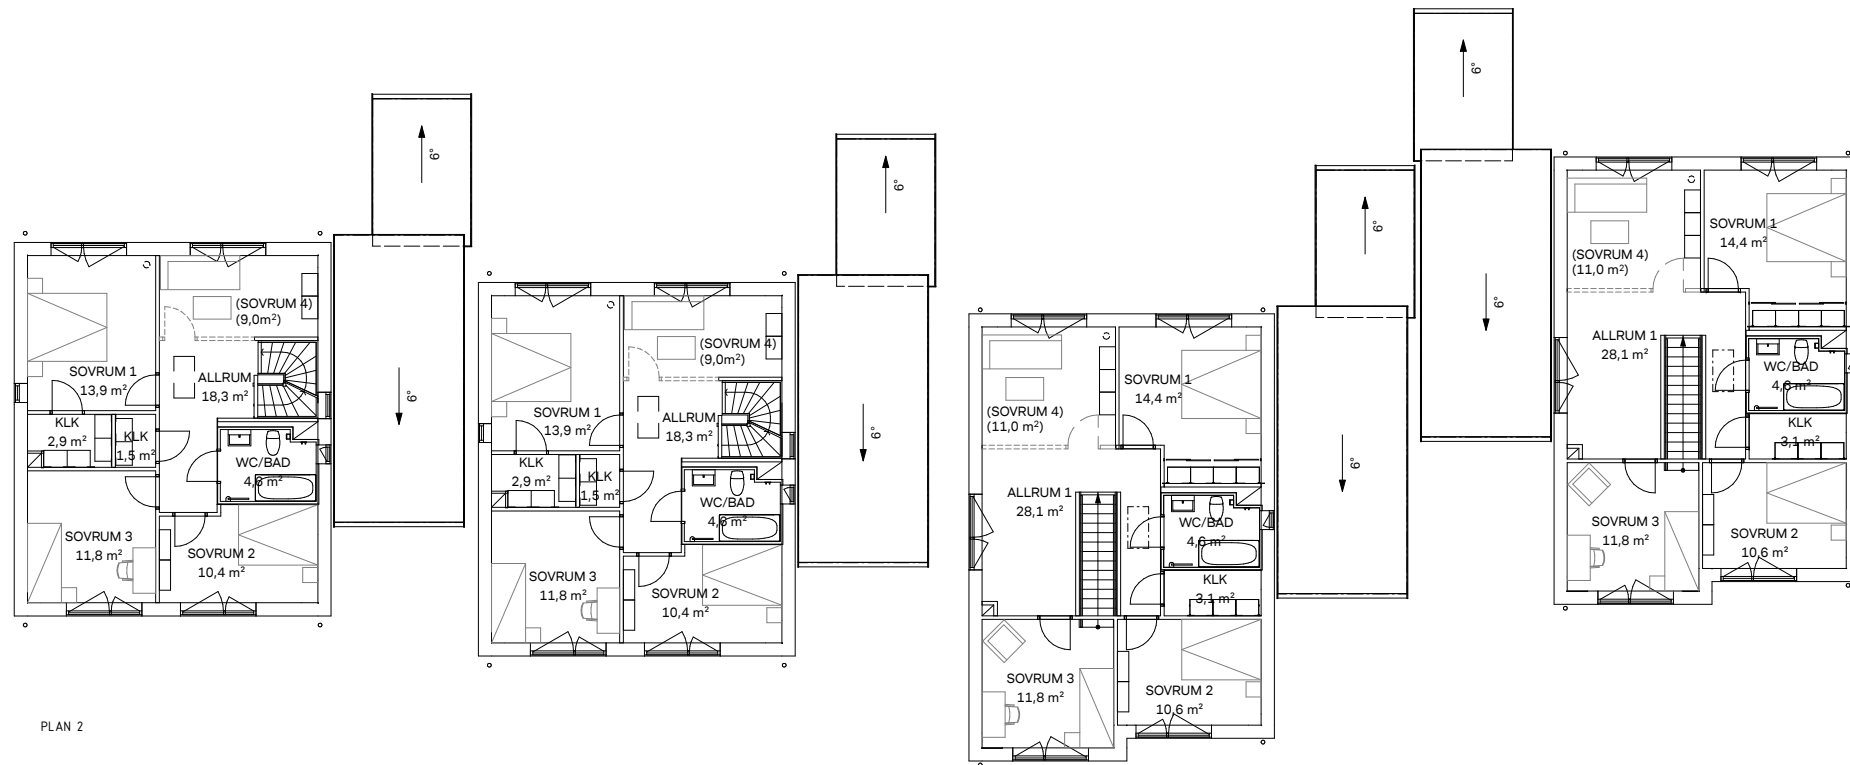 6°
6°
SOVRUM 1
13,9 m²
(SOVRUM 4)
(9,0m²)
ALLRUM
18,3 m²
KLK
2,9 m²
KLK
1,5 m²
WC/BAD
4,6 m²
SOVRUM 3
11,8 m²
SOVRUM 2
10,4 m²
6°
6°
SOVRUM 1
13,9 m²
(SOVRUM 4)
(9,0m²)
ALLRUM
18,3 m²
KLK
2,9 m²
KLK
1,5 m²
WC/BAD
4,6 m²
SOVRUM 3
11,8 m²
SOVRUM 2
10,4 m²
6°
6°
(SOVRUM 4)
(11,0 m²)
SOVRUM 1
14,4 m²
ALLRUM 1
28,1 m²
WC/BAD
4,6 m²
KLK
3,1 m²
SOVRUM 3
11,8 m²
SOVRUM 2
10,6 m²
6°
6°
SOVRUM 1
14,4 m²
(SOVRUM 4)
(11,0 m²)
ALLRUM 1
28,1 m²
WC/BAD
4,6 m²
KLK
3,1 m²
SOVRUM 3
11,8 m²
SOVRUM 2
10,6 m²
PLAN 2